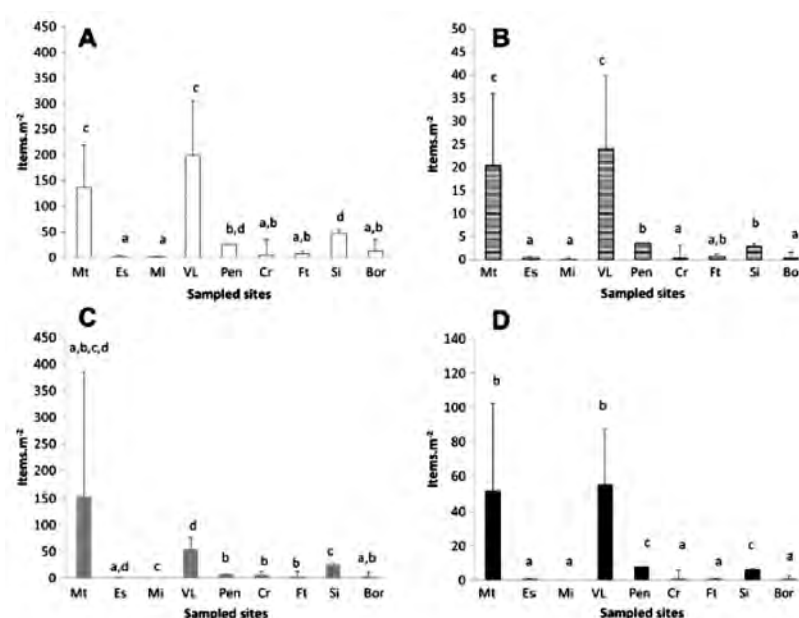 A
450
400
350
300
250
200
150
100
50
0
Items.m⁻²
c
a
a
c
b,d
a,b
a,b
d
a,b
Mt Es Mi VL Pen Cr Ft Si Bor
Sampled sites
B
50
45
40
35
30
25
20
15
10
5
0
Items.m⁻²
c
a
a
c
b
a
a,b
b
a
Mt Es Mi VL Pen Cr Ft Si Bor
Sampled sites
C
450
400
350
300
250
200
150
100
50
0
Items.m⁻²
a,b,c,d
a,d
c
d
b
b
b
c
a,b
Mt Es Mi VL Pen Cr Ft Si Bor
Sampled sites
D
140
120
100
80
60
40
20
0
Items.m⁻²
b
a
a
b
c
a
a
c
a
Mt Es Mi VL Pen Cr Ft Si Bor
Sampled sites